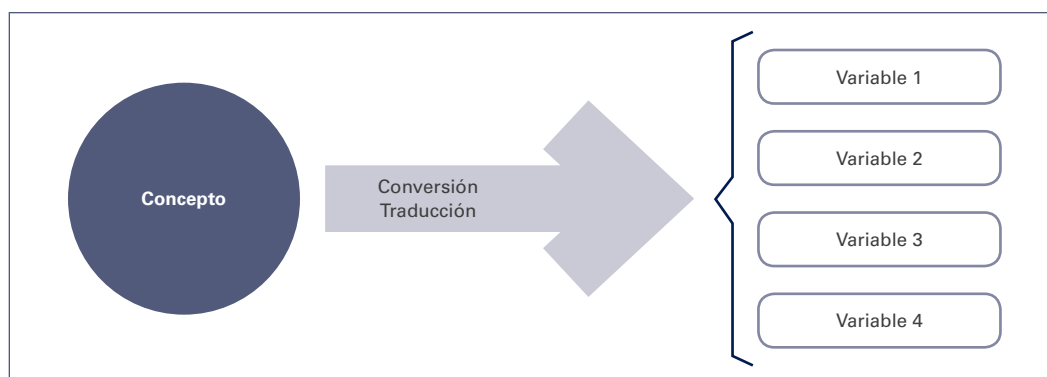 Concepto
Conversión
Traducción
Variable 1
Variable 2
Variable 3
Variable 4